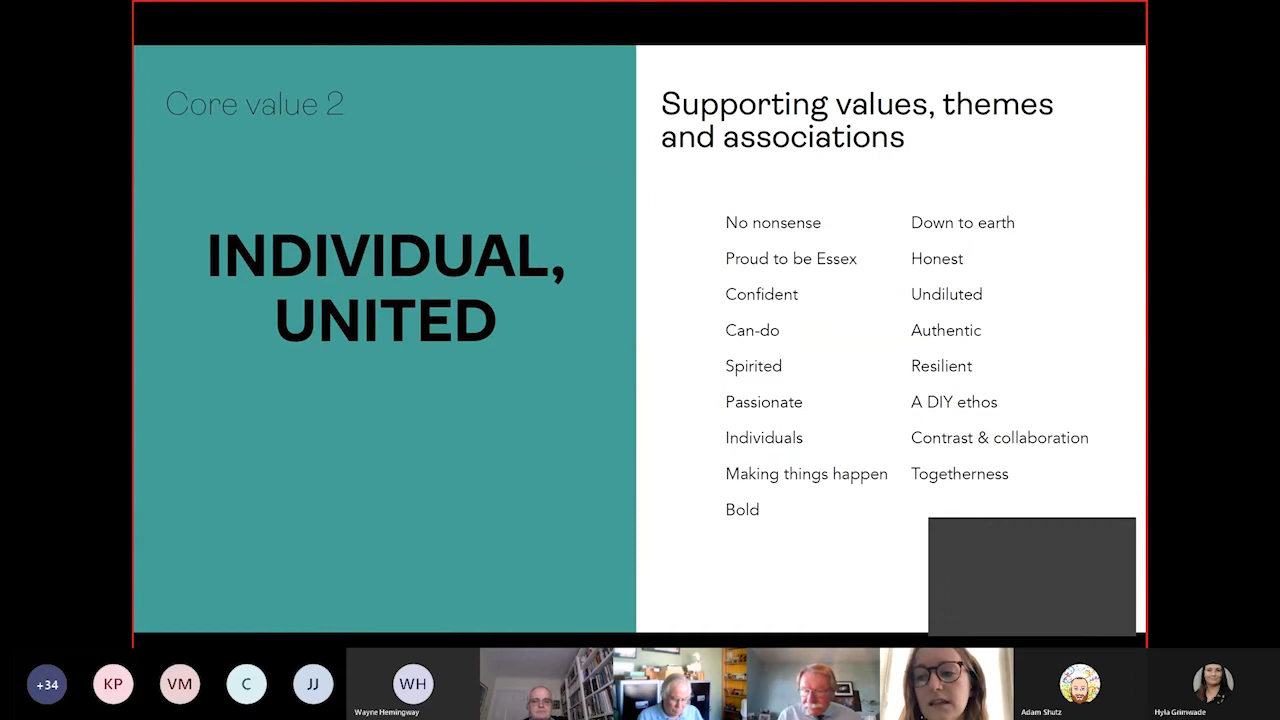 Core value 2
INDIVIDUAL,
UNITED
Supporting values, themes
and associations
No nonsense
Proud to be Essex
Confident
Can-do
Spirited
Passionate
Individuals
Making things happen
Bold
Down to earth
Honest
Undiluted
Authentic
Resilient
A DIY ethos
Contrast & collaboration
Togetherness
+34
KP
VM
C
JJ
WH
Wayne Hemingway
Adam Shutz
Hyla Grimwade